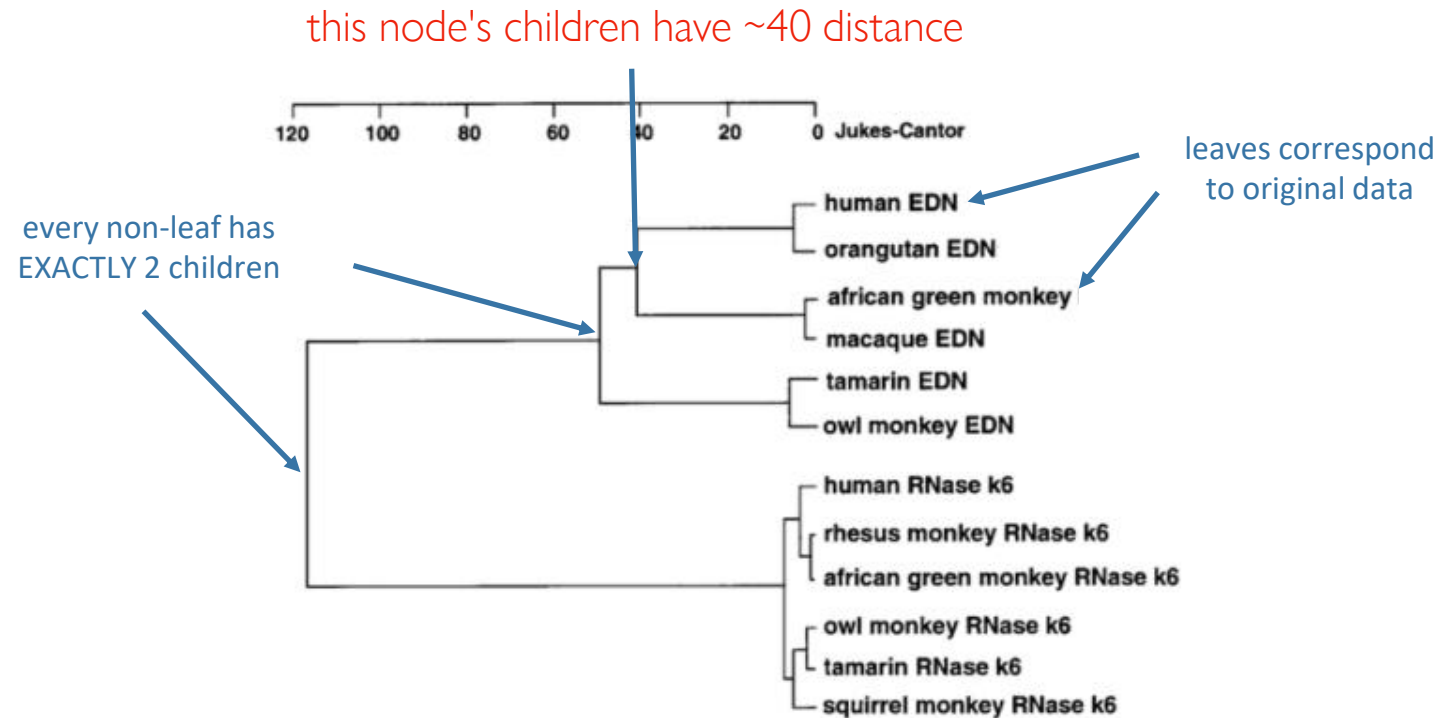 this node's children have ~40 distance
120 100 80 60 40 20 0 Jukes-Cantor
leaves correspond
to original data
every non-leaf has
EXACTLY 2 children
human EDN
orangutan EDN
african green monkey
macaque EDN
tamarin EDN
owl monkey EDN
human RNase k6
rhesus monkey RNase k6
african green monkey RNase k6
owl monkey RNase k6
tamarin RNase k6
squirrel monkey RNase k6